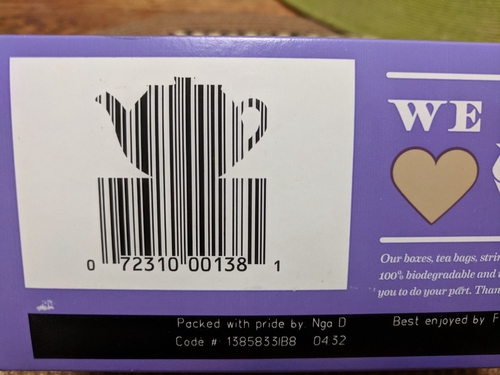 WE
Our boxes, tea bags, strin
100% biodegradable and
you to do your part. Than
0 72310 00138 1
Packed with pride by Nga D
Best enjoyed by F
Code # 1385833IB8 04:32